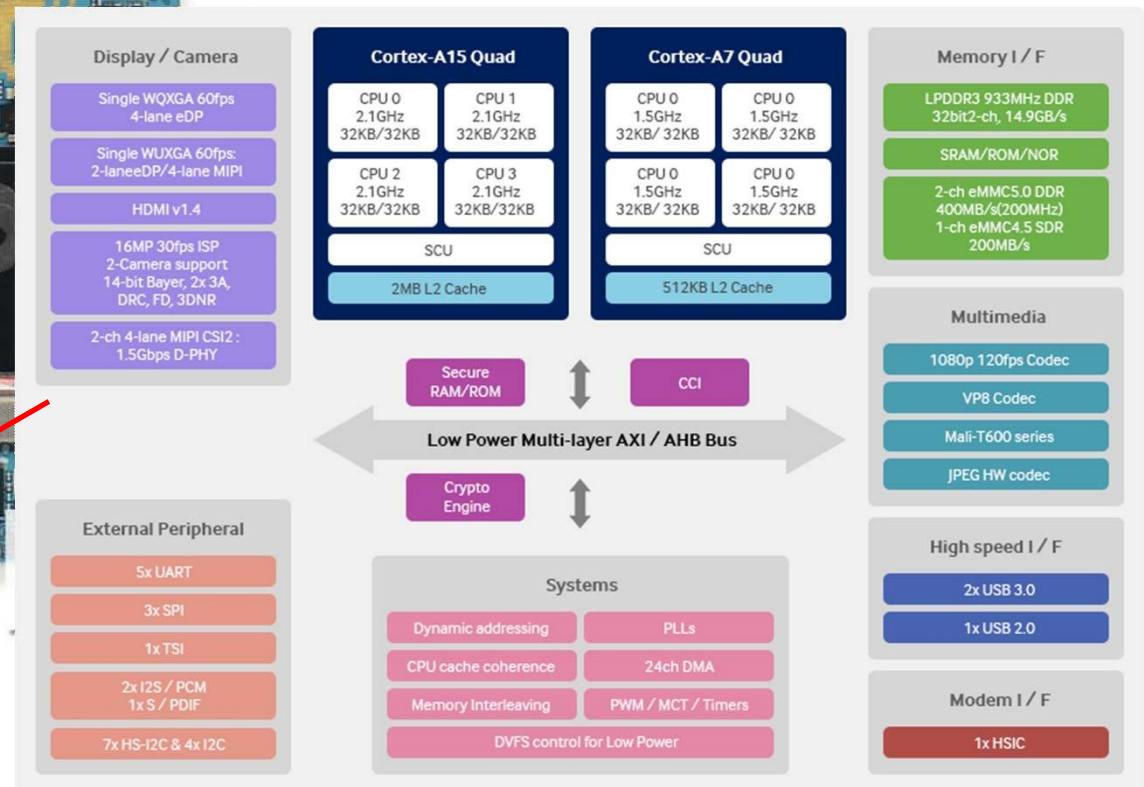 Display / Camera
Single WQXGA 60fps
4-lane eDP
Single WUXGA 60fps:
2-laneeDP/4-lane MIPI
HDMI v1.4
16MP 30fps ISP
2-Camera support
14-bit Bayer, 2x 3A,
DRC, FD, 3DNR
2-ch 4-lane MIPI CSI2 :
1.5Gbps D-PHY
Cortex-A15 Quad
CPU 0
2.1GHz
32KB/32KB
CPU 1
2.1GHz
32KB/32KB
CPU 2
2.1GHz
32KB/32KB
CPU 3
2.1GHz
32KB/32KB
SCU
2MB L2 Cache
Cortex-A7 Quad
CPU 0
1.5GHz
32KB/ 32KB
CPU 0
1.5GHz
32KB/ 32KB
CPU 0
1.5GHz
32KB/ 32KB
CPU 0
1.5GHz
32KB/ 32KB
SCU
512KB L2 Cache
Memory I / F
LPDDR3 933MHz DDR
32bit2-ch, 14.9GB/s
SRAM/ROM/NOR
2-ch eMMC5.0 DDR
400MB/s(200MHz)
1-ch eMMC4.5 SDR
200MB/s
Secure
RAM/ROM
CCI
Low Power Multi-layer AXI / AHB Bus
Crypto
Engine
Multimedia
1080p 120fps Codec
VP8 Codec
Mali-T600 series
JPEG HW codec
External Peripheral
5x UART
3x SPI
1x TSI
2x I2S / PCM
1x S / PDIF
7x HS-I2C & 4x I2C
Systems
Dynamic addressing
PLLs
CPU cache coherence
24ch DMA
Memory Interleaving
PWM / MCT / Timers
DVFS control for Low Power
High speed I / F
2x USB 3.0
1x USB 2.0
Modem I / F
1x HSIC